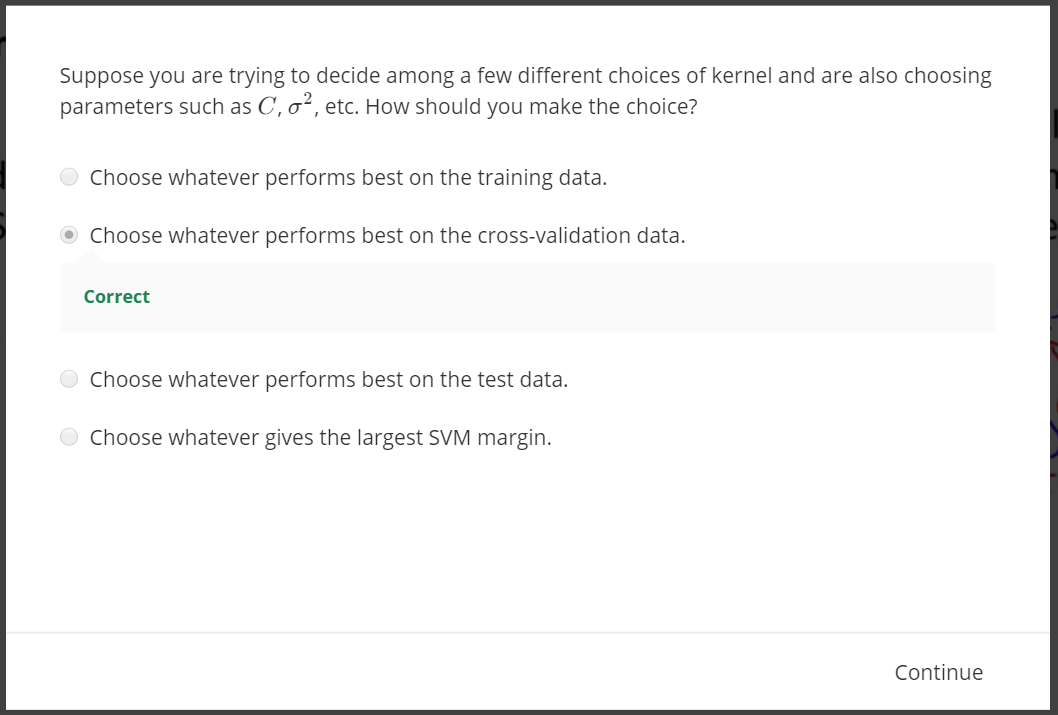 Suppose you are trying to decide among a few different choices of kernel and are also choosing
parameters such as C, σ², etc. How should you make the choice?
Choose whatever performs best on the training data.
Choose whatever performs best on the cross-validation data.
Correct
Choose whatever performs best on the test data.
Choose whatever gives the largest SVM margin.
Continue